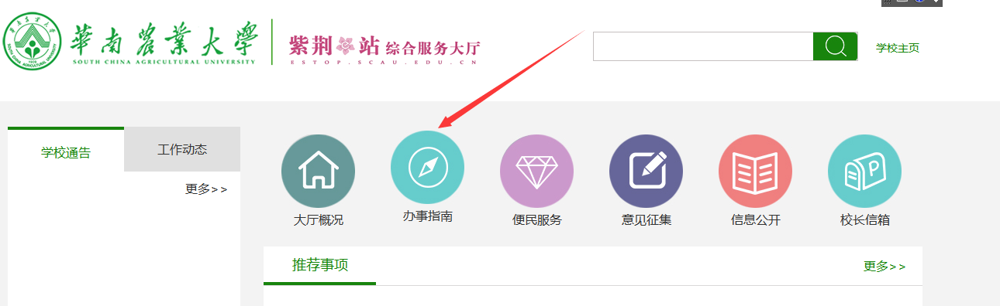 華南農業大學
SOUTH CHINA AGRICULTURAL UNIVERSITY
紫荆站 综合服务大厅
ESTOP.SCAU.EDU.CN
学校主页
学校通告
工作动态
更多>>
大厅概况
办事指南
便民服务
意见征集
信息公开
校长信箱
推荐事项
更多>>